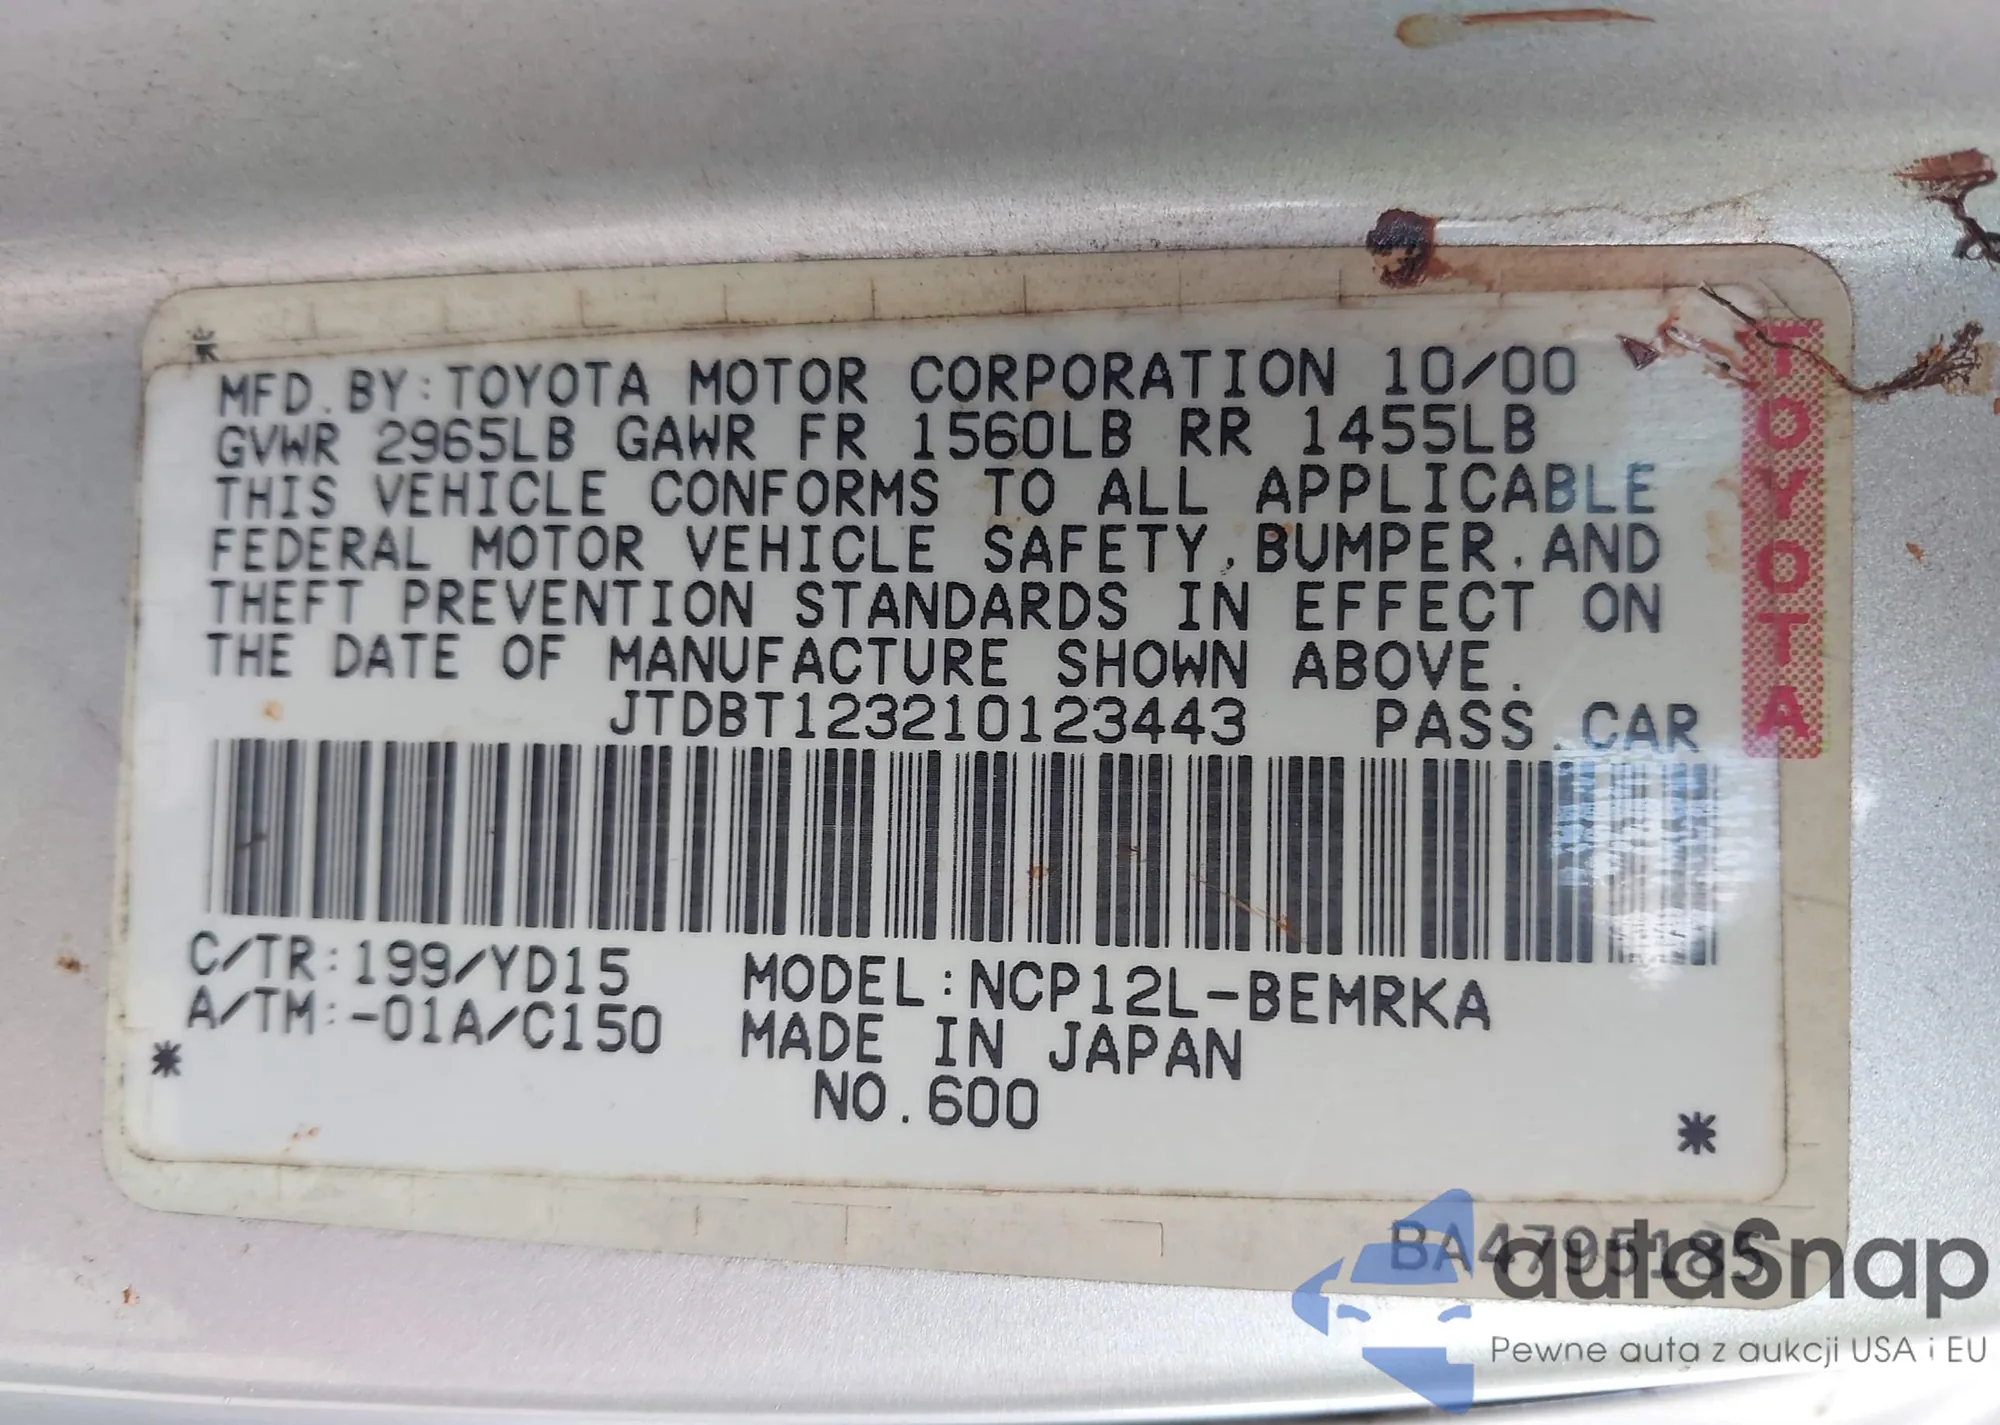 MFD. BY: TOYOTA MOTOR CORPORATION 10/00
GVWR 2965LB GAWR FR 1560LB RR 1455LB
THIS VEHICLE CONFORMS TO ALL APPLICABLE
FEDERAL MOTOR VEHICLE SAFETY, BUMPER, AND
THEFT PREVENTION STANDARDS IN EFFECT ON
THE DATE OF MANUFACTURE SHOWN ABOVE.
JTDBT123210123443 PASS. CAR
TOYOTA
C/TR: 199/YD15 MODEL: NCP12L-BEMRKA
A/TM: -01A/C150 MADE IN JAPAN
NO. 600
autoSnap
Pewne auta z aukcji USA i EU